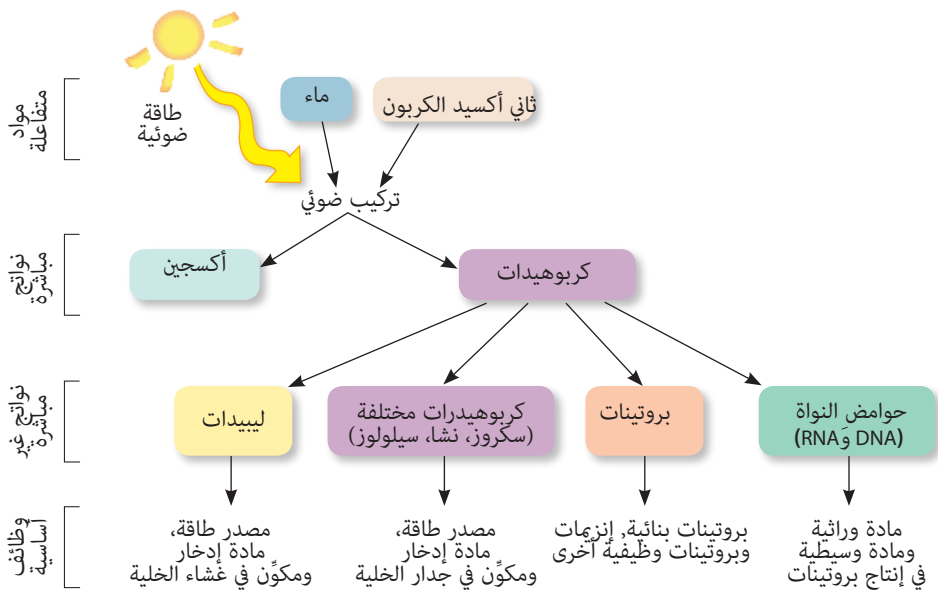 مواد
متفاعلة
ثاني أكسيد الكربون
ماء
طاقة
ضوئية
تركيب ضوئي
نواتج
مباشرة
كربوهيدات
أكسجين
نواتج غير
مباشرة
حوامض النواة
(DNA وَRNA)
بروتينات
كربوهيدرات مختلفة
(سكروز، نشا، سيلولوز)
ليبيدات
وظائف
أساسية
مادة وراثية
ومادة وسيطية
في إنتاج بروتينات
بروتينات بنائية، إنزيمات
وبروتينات وظيفية أخرى
مصدر طاقة،
مادة إدخار
ومكوِّن في جدار الخلية
مصدر طاقة،
مادة إدخار
ومكوِّن في غشاء الخلية